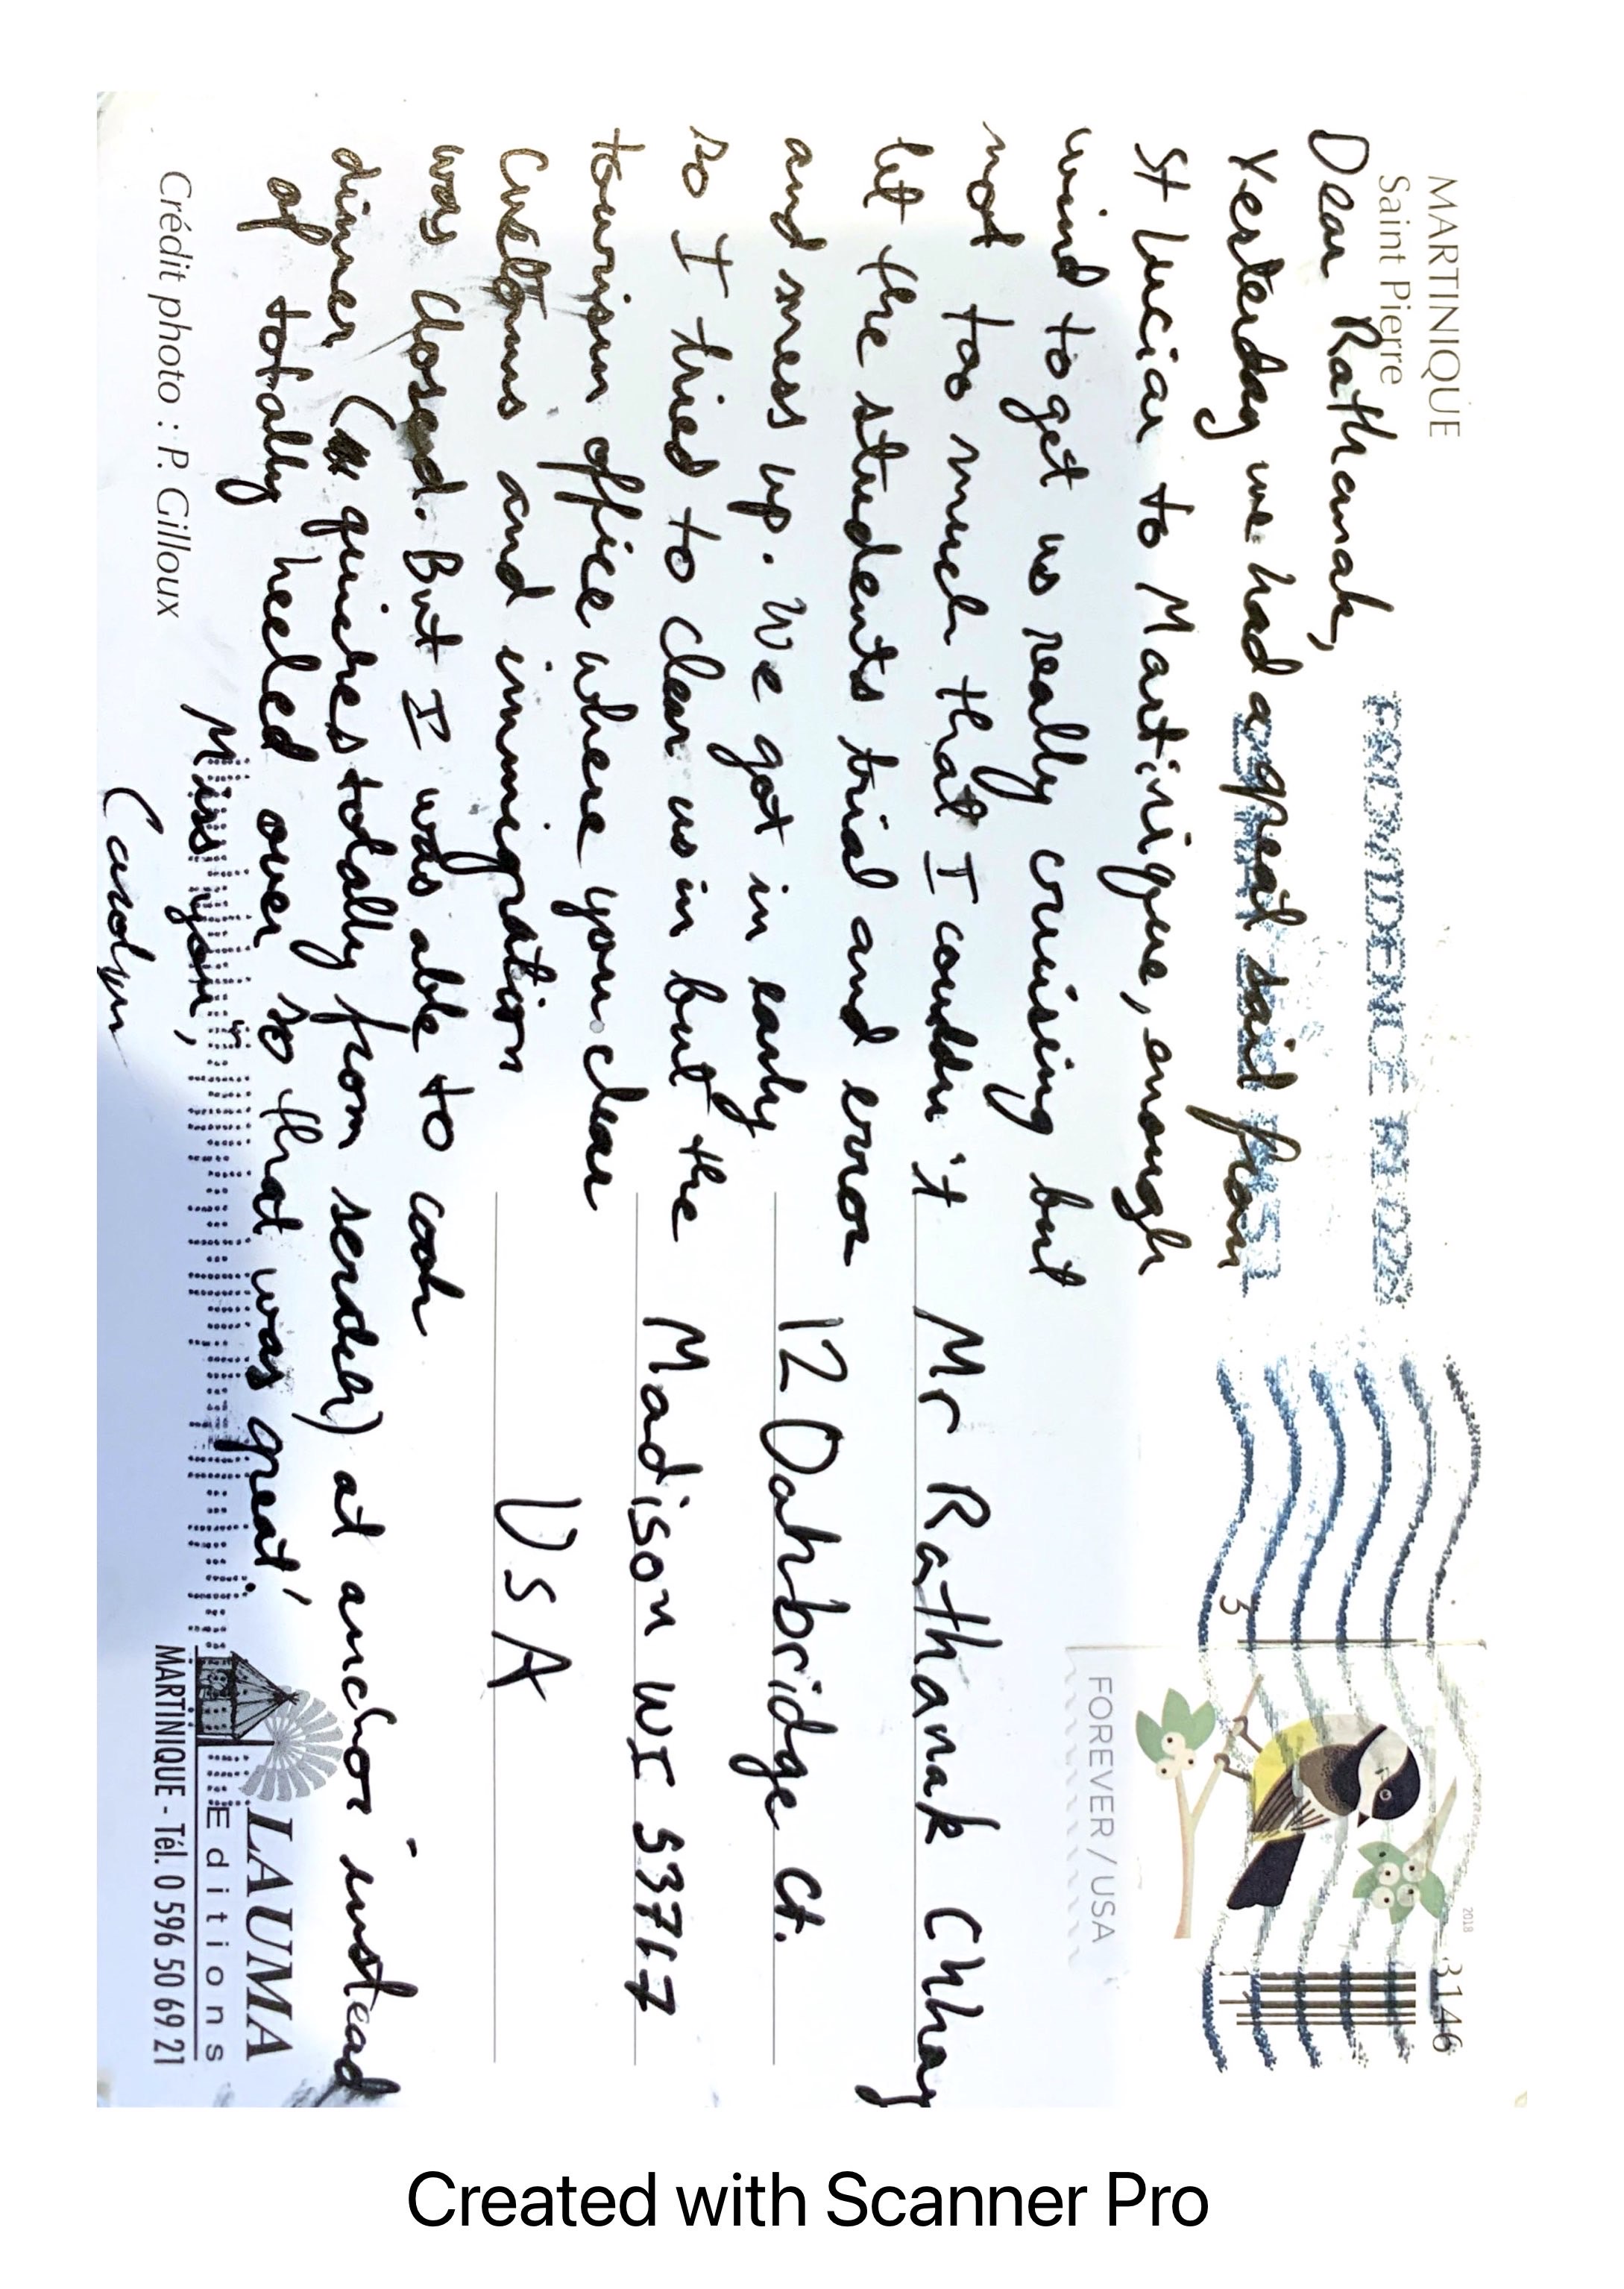 MARTINIQUE
Saint Pierre
Dear Rathanak,
Yesterday we had a great sail from
St Lucian to Martinique, enough
wind to get us really cruising but
not too much that I couldn't
let the students trial and error
and mess up. We got in early
so I tried to clear us in but the
tourism office where you clear
customs and immigration
was closed. But I was able to cook
dinner (quiches totally from scratch) at anchor instead
of totally heeled over so that was great!
Miss you,
Carolyn
PROVIDENCE RI 028
FOREVER / USA
2018
3146
Mr Rathanak Chhay
12 Oakbridge Ct.
Madison WI 53717
USA
Crédit photo : P. Gilloux
LAUMA
Editions
MARTINIQUE - Tél. 0 596 50 69 21
Created with Scanner Pro